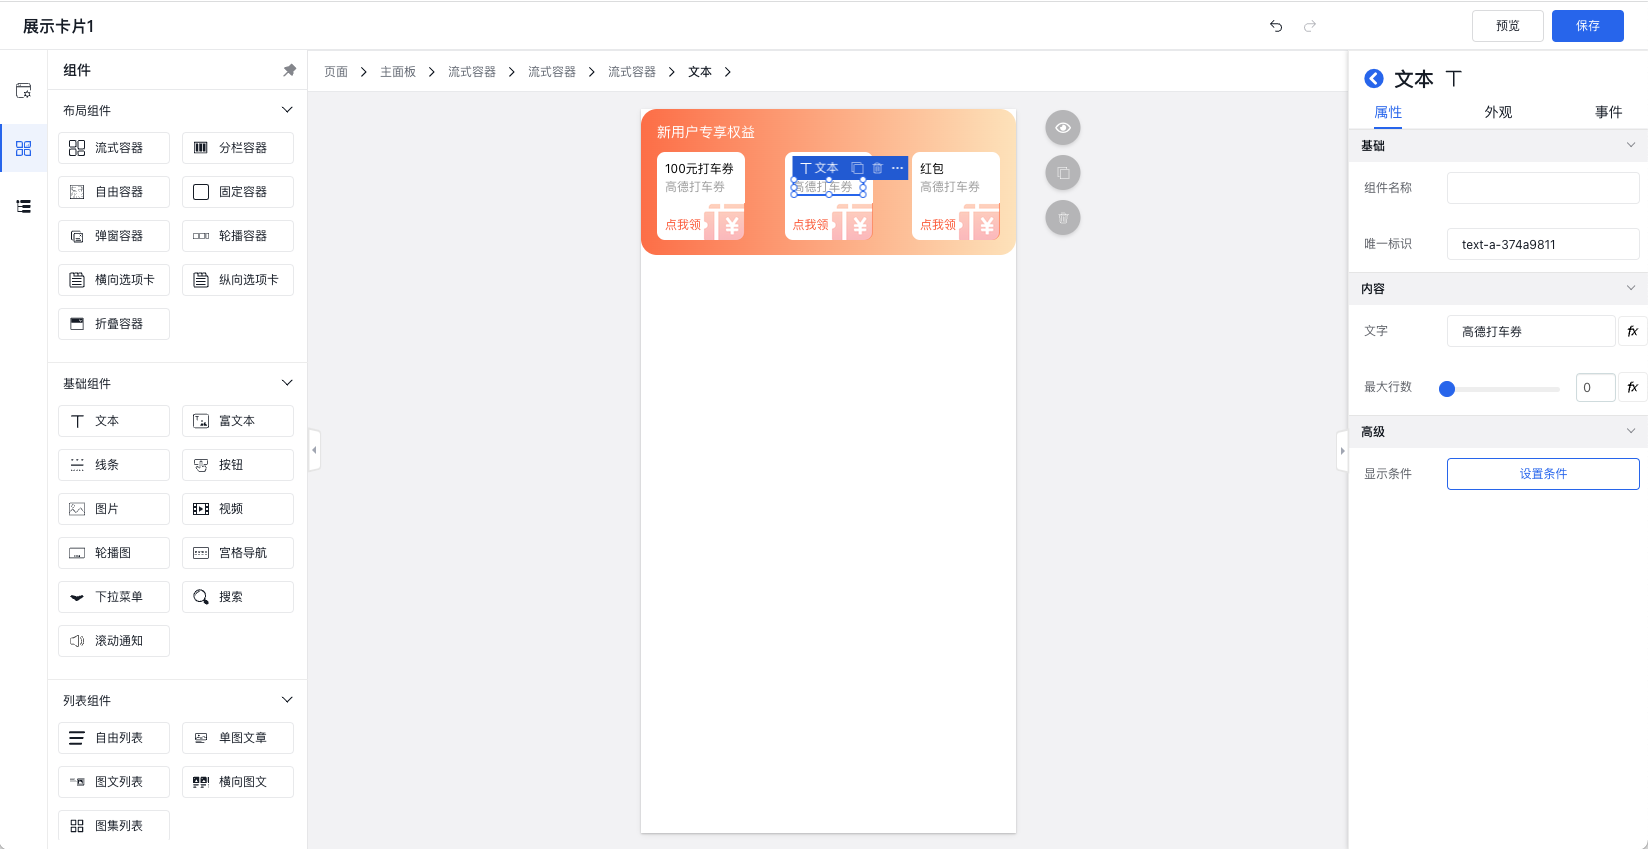 展示卡片1
预览
保存
组件
布局组件
流式容器
分栏容器
自由容器
固定容器
弹窗容器
轮播容器
横向选项卡
纵向选项卡
折叠容器
基础组件
文本
富文本
线条
按钮
图片
视频
轮播图
宫格导航
下拉菜单
搜索
滚动通知
列表组件
自由列表
单图文章
图文列表
横向图文
图集列表
页面 > 主面板 > 流式容器 > 流式容器 > 流式容器 > 文本 >
新用户专享权益
100元打车券
高德打车券
点我领
文本
高德打车券
点我领
红包
高德打车券
点我领
文本
属性
外观
事件
基础
组件名称
唯一标识
text-a-374a9811
内容
文字
高德打车券
fx
最大行数
0
fx
高级
显示条件
设置条件